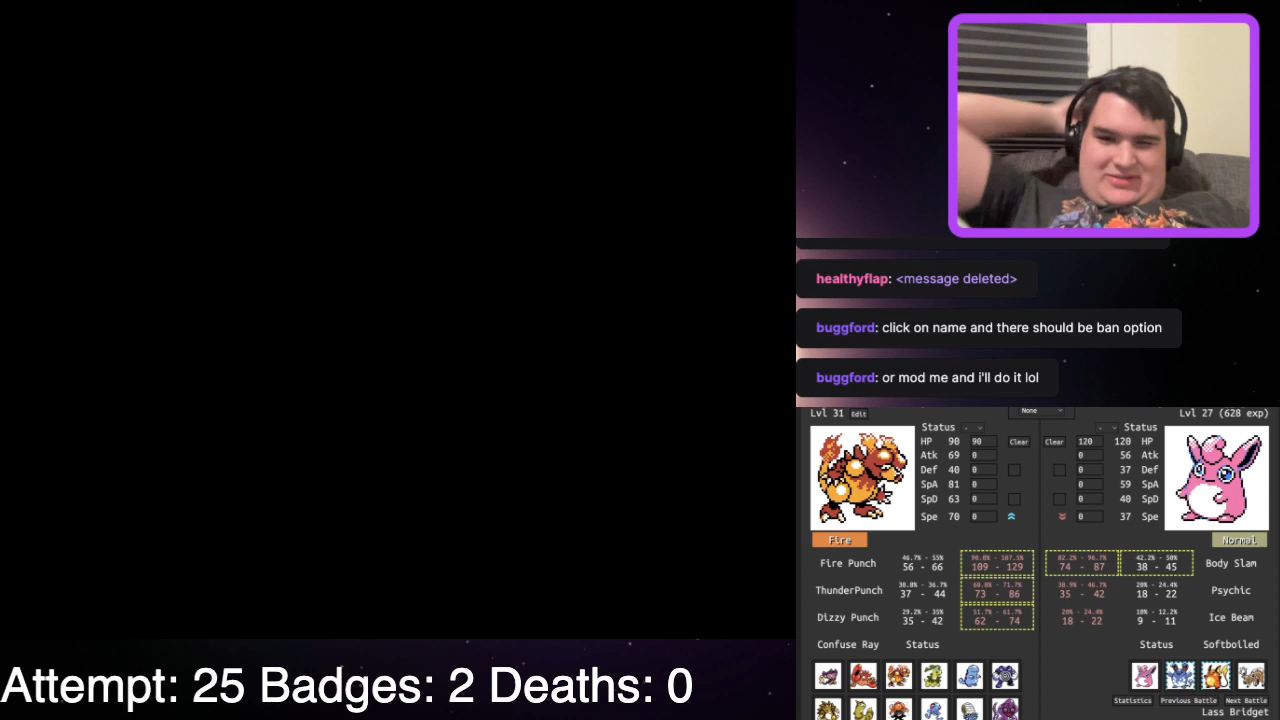 healthyflap: <message deleted>
buggford: click on name and there should be ban option
buggford: or mod me and i'll do it lol
Lvl 31 Edit None Lvl 27 (628 exp)
Status - - Status
HP 90 90 Clear Clear 120 120 HP
Atk 69 0 0 56 Atk
Def 40 0 0 37 Def
SpA 81 0 0 59 SpA
SpD 63 0 0 40 SpD
Spe 70 0 0 37 Spe
Fire Normal
46.7% - 55% 90.8% - 107.5% 82.2% - 96.7% 42.2% - 50%
Fire Punch 56 - 66 109 - 129 74 - 87 38 - 45 Body Slam
30.8% - 36.7% 60.8% - 71.7% 38.9% - 46.7% 20% - 24.4%
ThunderPunch 37 - 44 73 - 86 35 - 42 18 - 22 Psychic
29.2% - 35% 51.7% - 61.7% 20% - 24.4% 10% - 12.2%
Dizzy Punch 35 - 42 62 - 74 18 - 22 9 - 11 Ice Beam
Confuse Ray Status Status Softboiled
Statistics Previous Battle Next Battle
Lass Bridget
Attempt: 25 Badges: 2 Deaths: 0